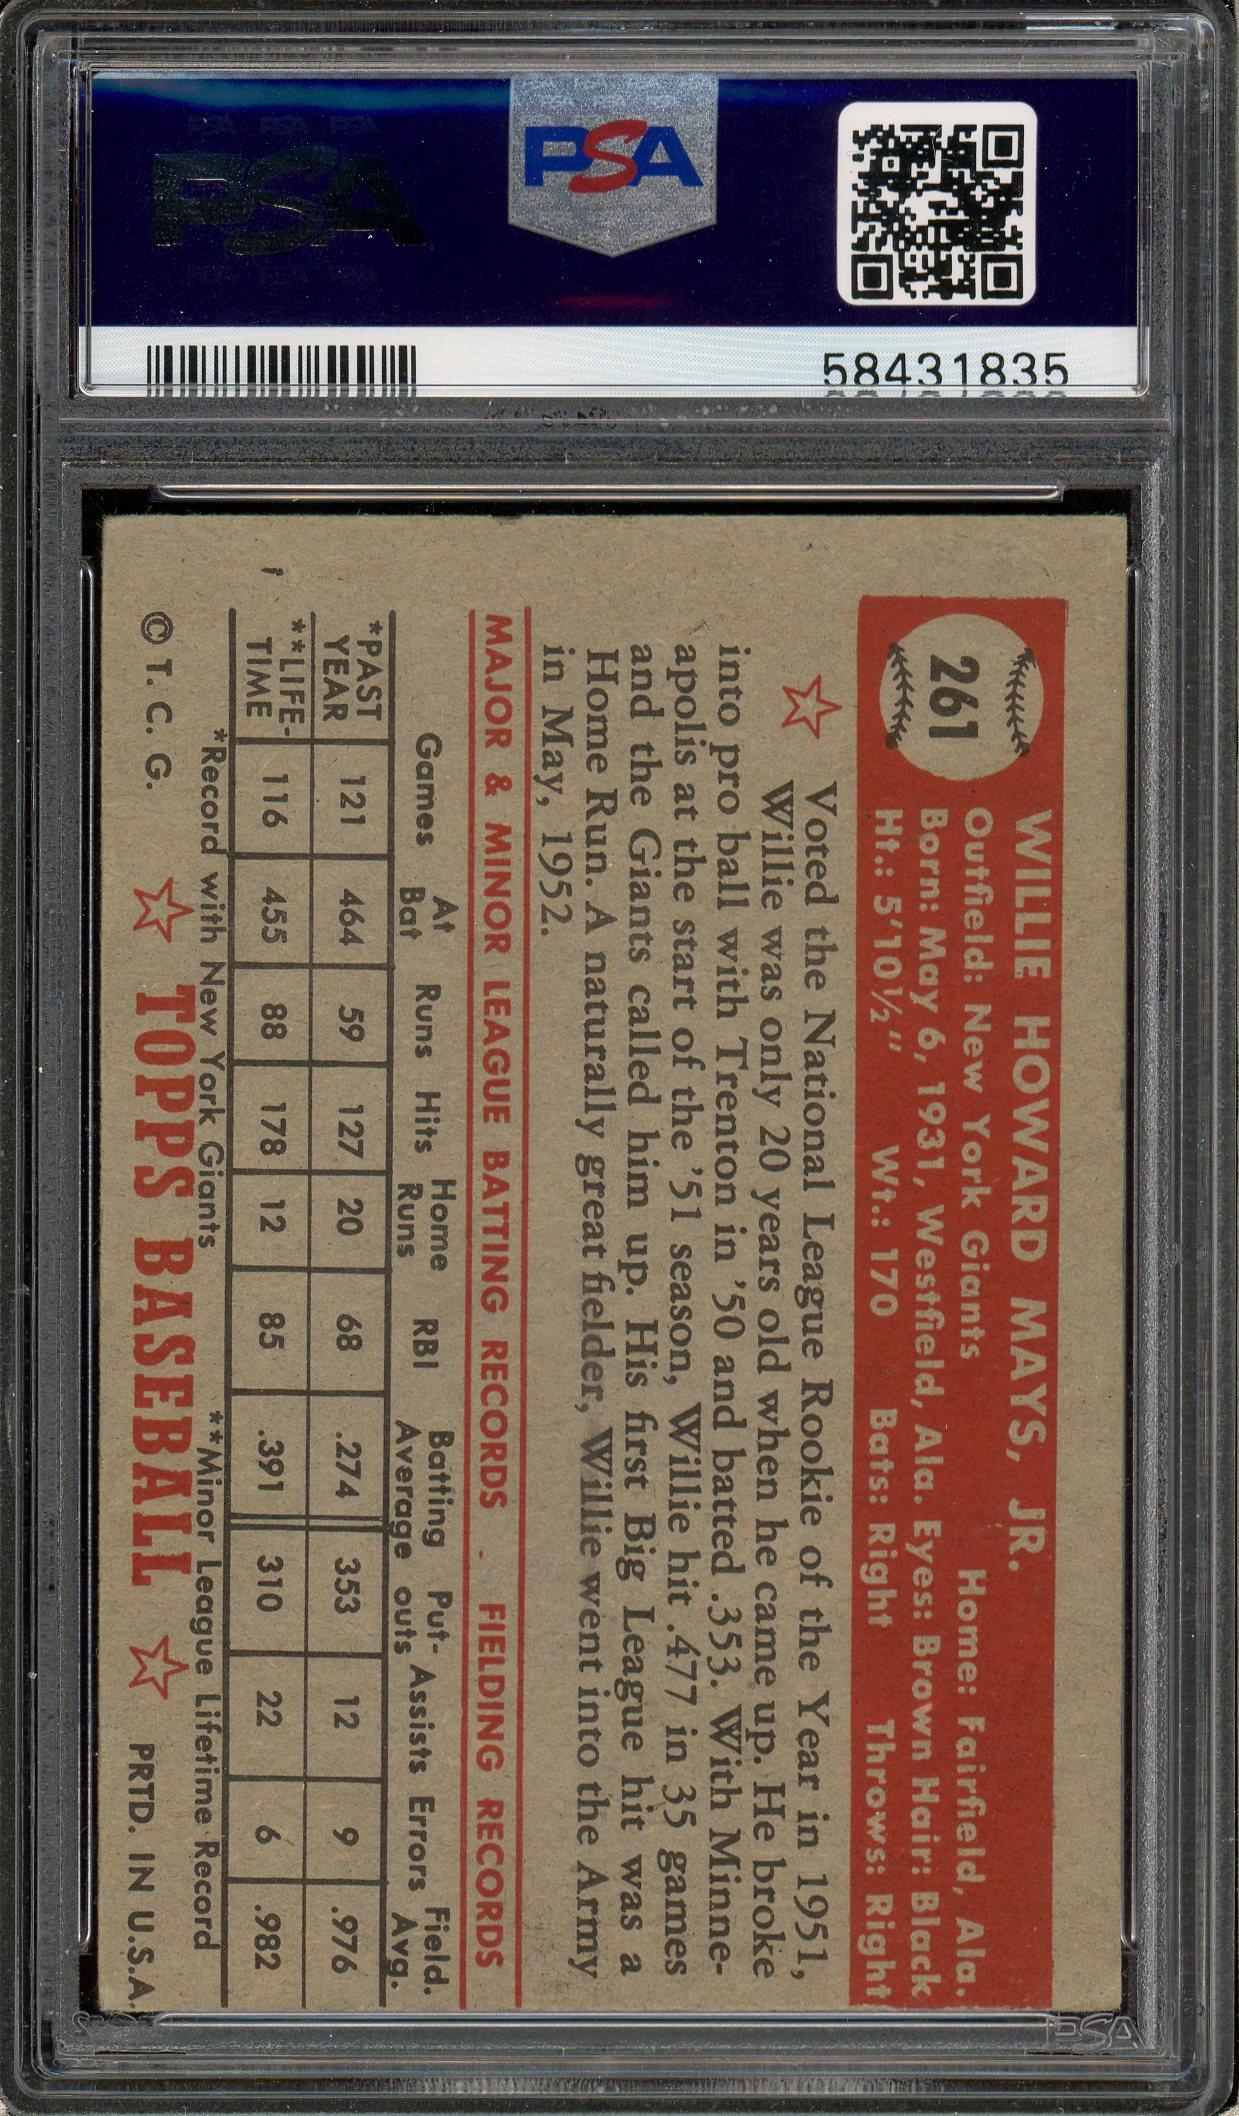 PSA
PSA
58431835
261
WILLIE HOWARD MAYS, JR.
Outfield: New York Giants Home: Fairfield, Ala.
Born: May 6, 1931, Westfield, Ala. Eyes: Brown Hair: Black
Ht.: 5'10½" Wt.: 170 Bats: Right Throws: Right
Voted the National League Rookie of the Year in 1951,
Willie was only 20 years old when he came up. He broke
into pro ball with Trenton in '50 and batted .353. With Minne-
apolis at the start of the '51 season, Willie hit .477 in 35 games
and the Giants called him up. His first Big League hit was a
Home Run. A naturally great fielder, Willie went into the Army
in May, 1952.
MAJOR & MINOR LEAGUE BATTING RECORDS FIELDING RECORDS
Games At Bat Runs Hits Home Runs RBI Batting Average Put-outs Assists Errors Field. Avg.
*PAST YEAR 121 464 59 127 20 68 .274 353 12 9 .976
**LIFE-TIME 116 455 88 178 12 85 .391 310 22 6 .982
*Record with New York Giants **Minor League Lifetime Record
© T. C. G. TOPPS BASEBALL PRTD. IN U.S.A.
PSA